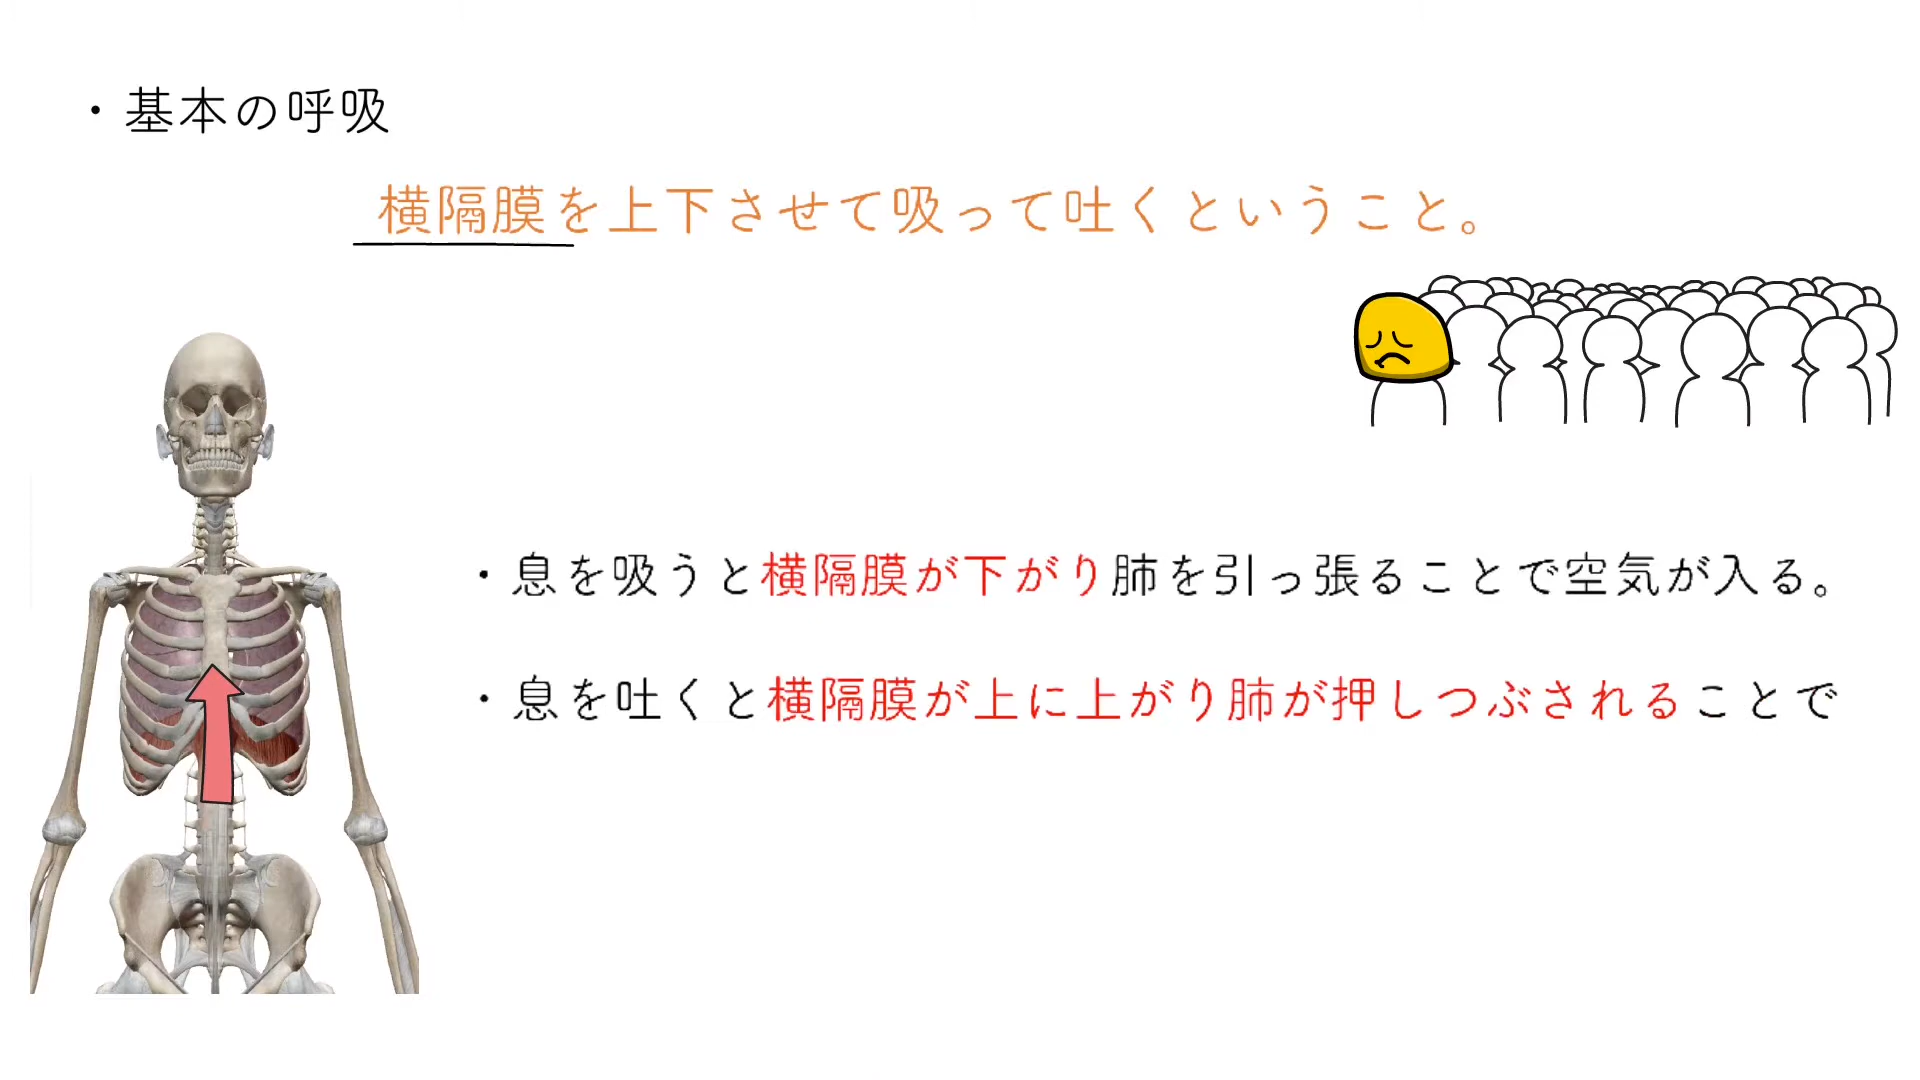 ・基本の呼吸
横隔膜を上下させて吸って吐くということ。
・息を吸うと横隔膜が下がり肺を引っ張ることで空気が入る。
・息を吐くと横隔膜が上に上がり肺が押しつぶされることで